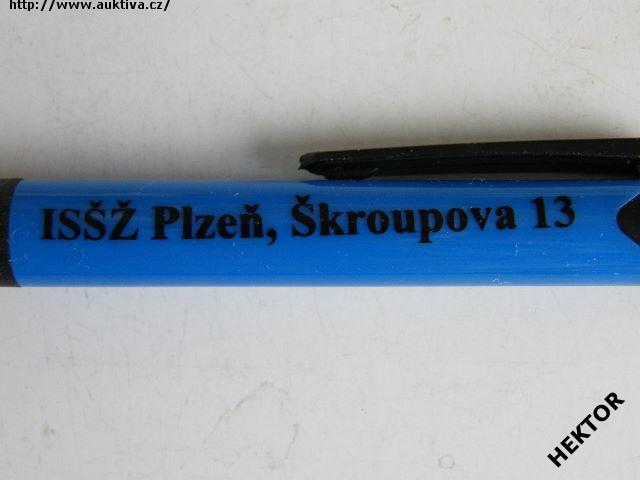 http://www.auktiva.cz/
ISŠŽ Plzeň, Škroupova 13
HEKTOR